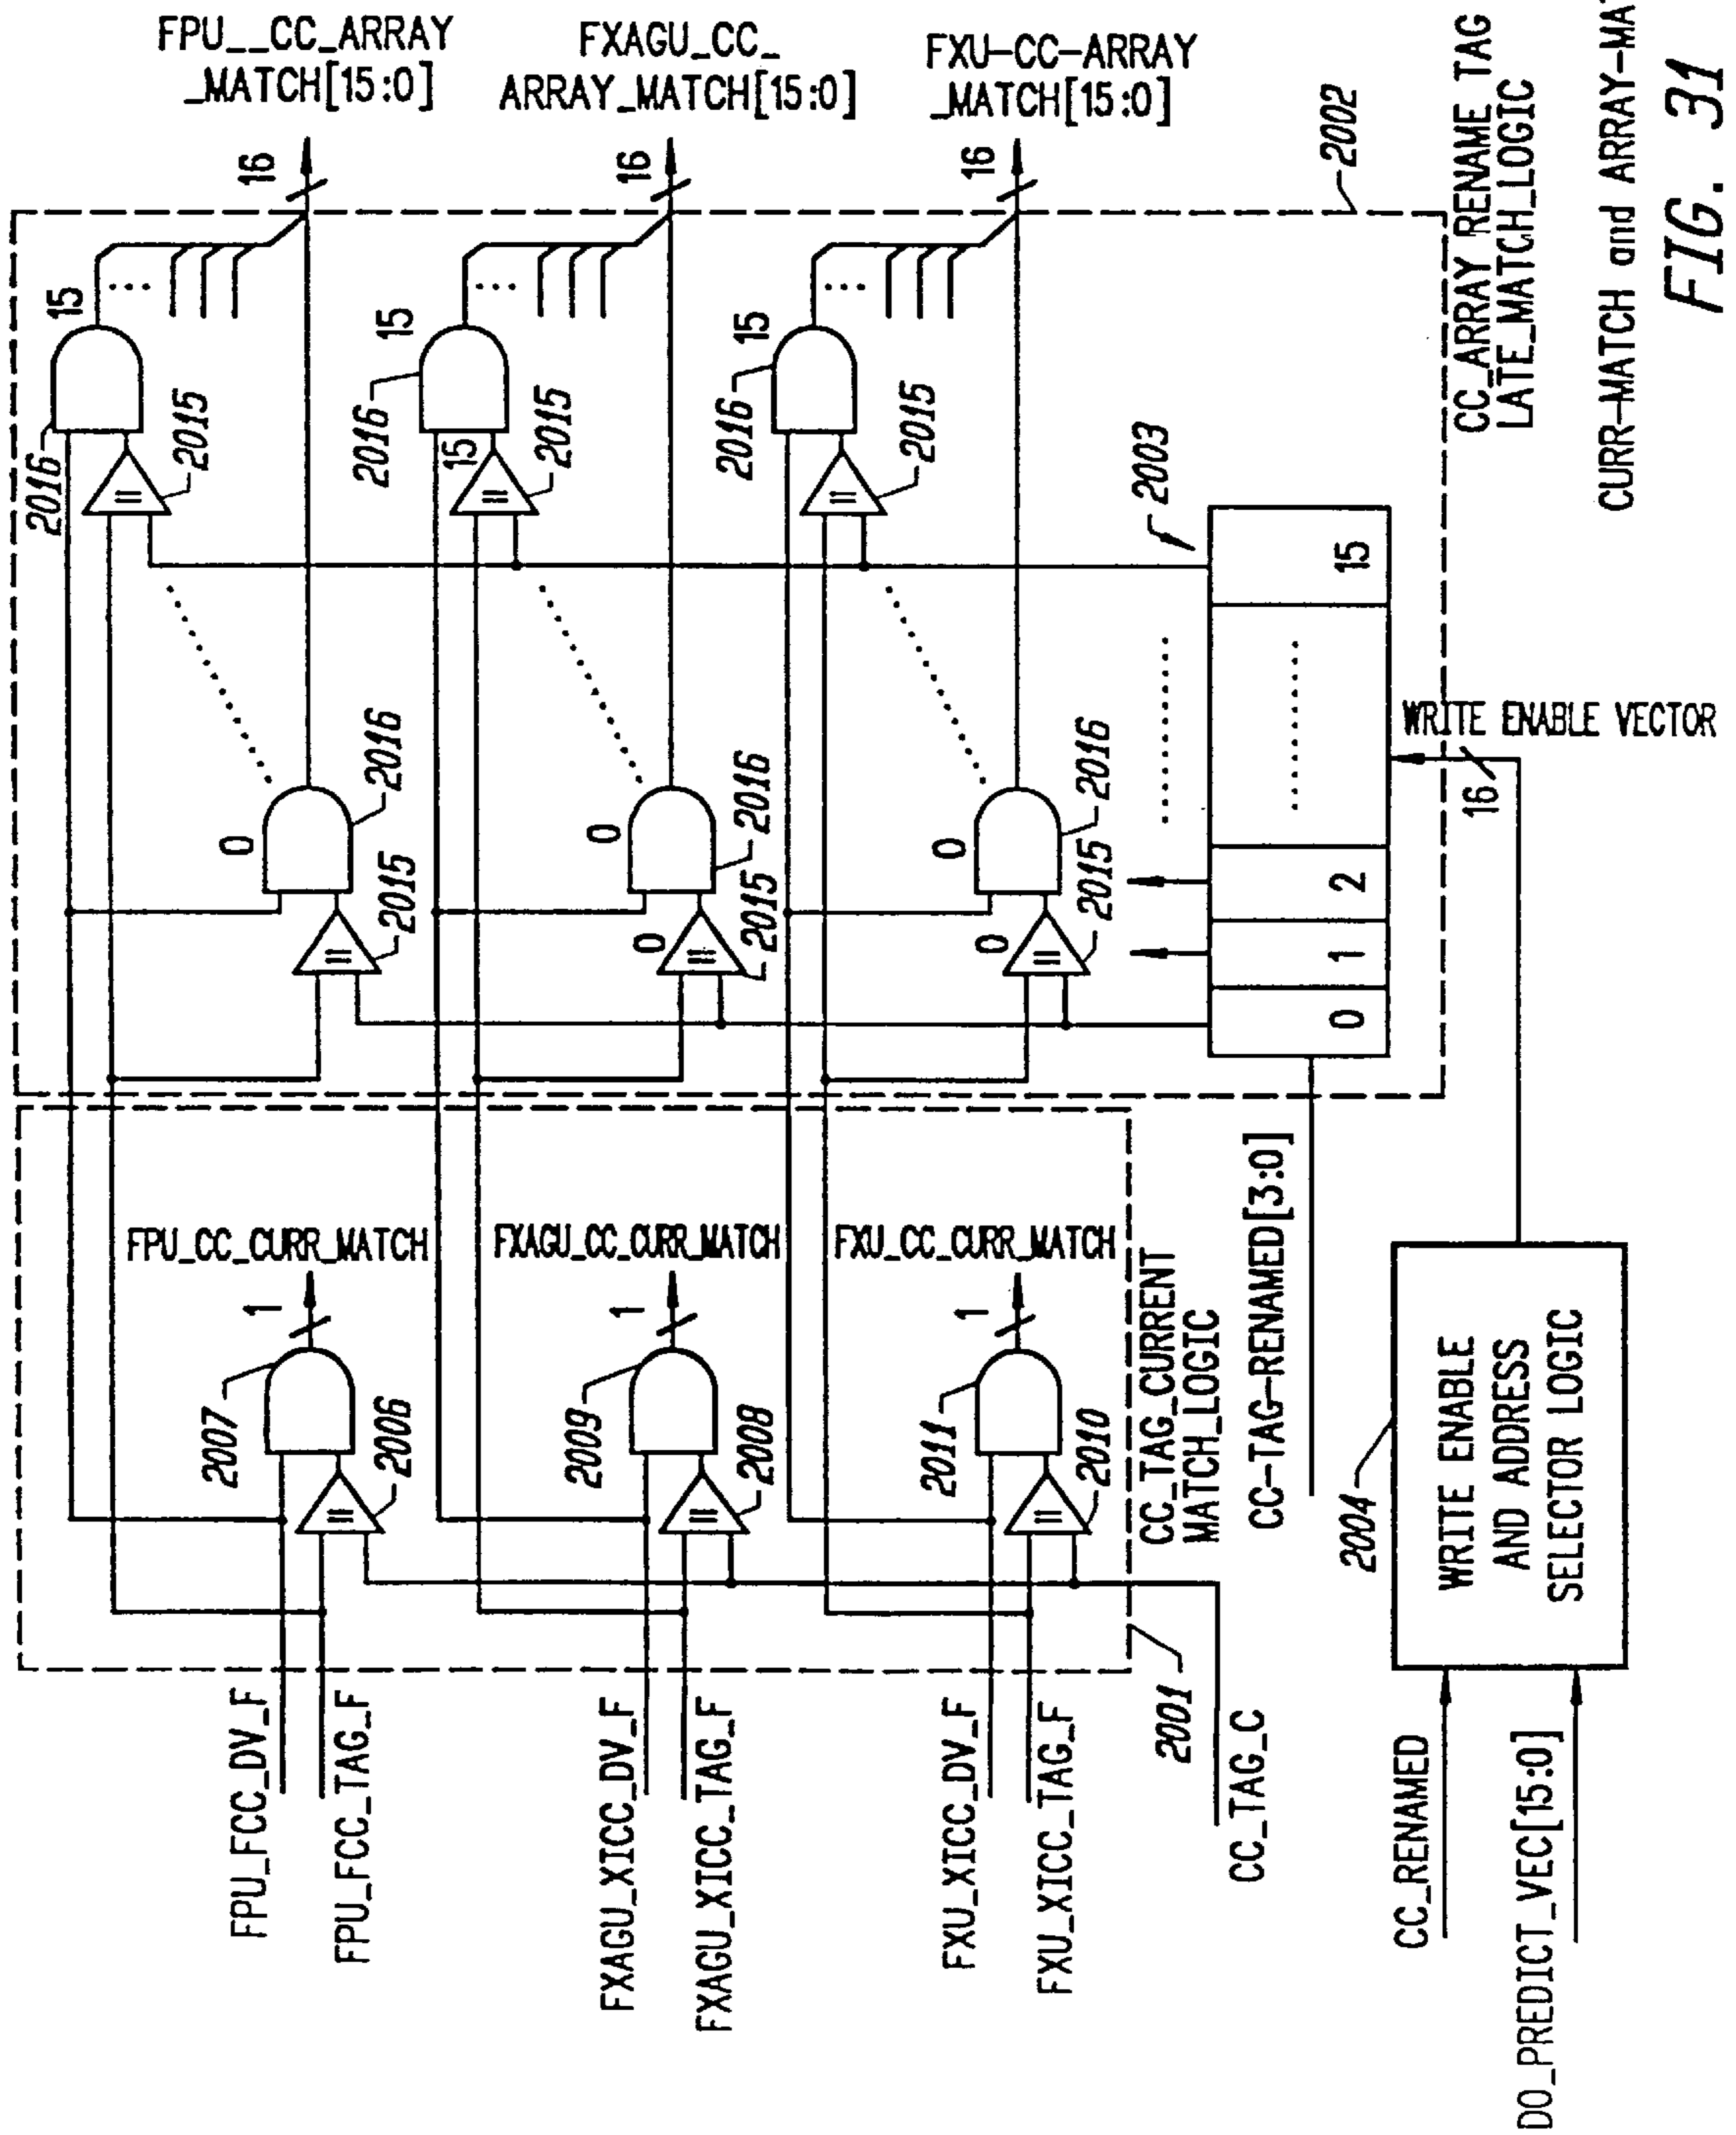 FPU__CC_ARRAY
_MATCH[15:0]
FXAGU_CC_
ARRAY_MATCH[15:0]
FXU-CC-ARRAY
_MATCH[15:0]
16
16
16
15
15
15
2016
2015
2016
15
2015
2016
2015
2003
2002
CC_ARRAY RENAME TAG
LATE_MATCH_LOGIC
0
2016
2015
0
2016
0
2015
0
2016
0
2015
0
1
2
15
WRITE ENABLE VECTOR
16
FPU_CC_CURR_MATCH
FXAGU_CC_CURR_MATCH
FXU_CC_CURR_MATCH
1
1
1
2007
2006
2009
2008
2011
2010
CC_TAG_CURRENT
MATCH_LOGIC
CC-TAG-RENAMED[3:0]
2004
WRITE ENABLE
AND ADDRESS
SELECTOR LOGIC
FPU_FCC_DV_F
FPU_FCC_TAG_F
FXAGU_XICC_DV_F
FXAGU_XICC_TAG_F
FXU_XICC_DV_F
FXU_XICC_TAG_F
2001
CC_TAG_C
CC_RENAMED
DO_PREDICT_VEC[15:0]
CURR-MATCH and ARRAY-MA
FIG. 31